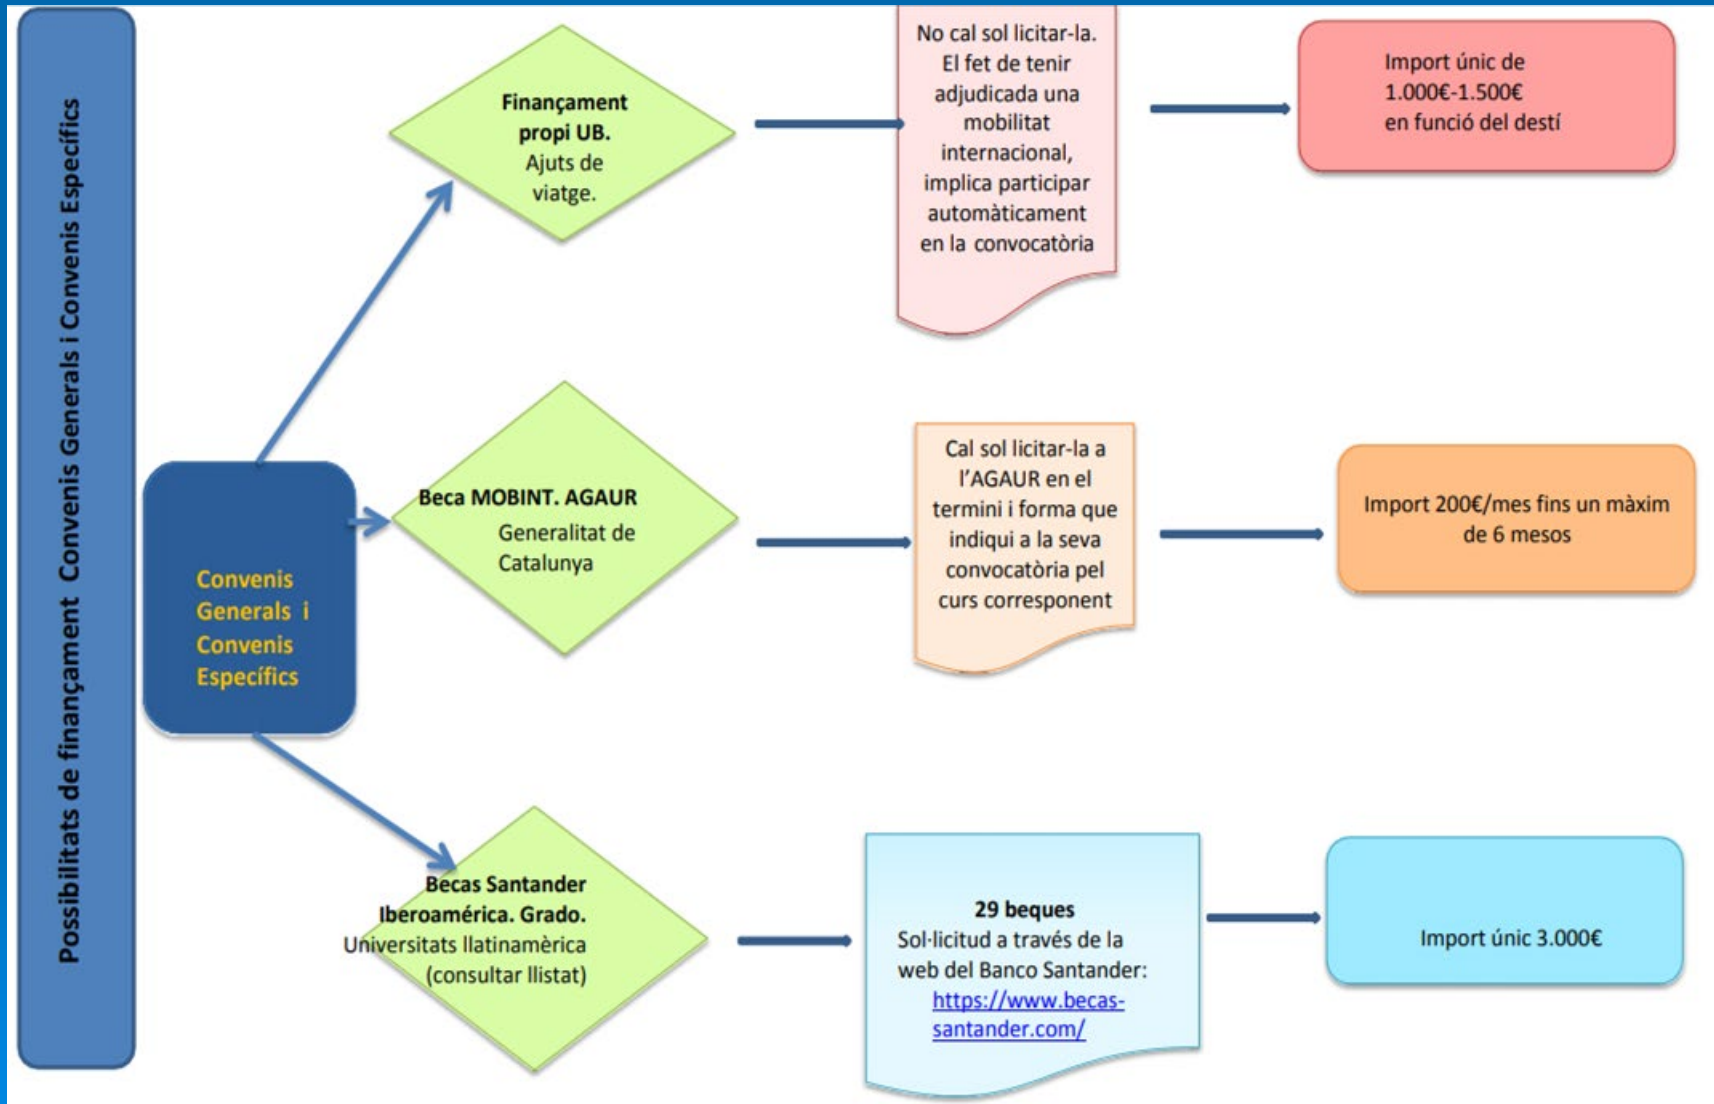 Possibilitats de finançament Convenis Generals i Convenis Específics
Convenis
Generals i
Convenis
Específics
Finançament
propi UB.
Ajuts de
viatge.
No cal sol licitar-la.
El fet de tenir
adjudicada una
mobilitat
internacional,
implica participar
automàticament
en la convocatòria
Import únic de
1.000€-1.500€
en funció del destí
Beca MOBINT. AGAUR
Generalitat de
Catalunya
Cal sol licitar-la a
l’AGAUR en el
termini i forma que
indiqui a la seva
convocatòria pel
curs corresponent
Import 200€/mes fins un màxim
de 6 mesos
Becas Santander
Iberoamérica. Grado.
Universitats llatinamèrica
(consultar llistat)
29 beques
Sol·licitud a través de la
web del Banco Santander:
https://www.becas-
santander.com/
Import únic 3.000€